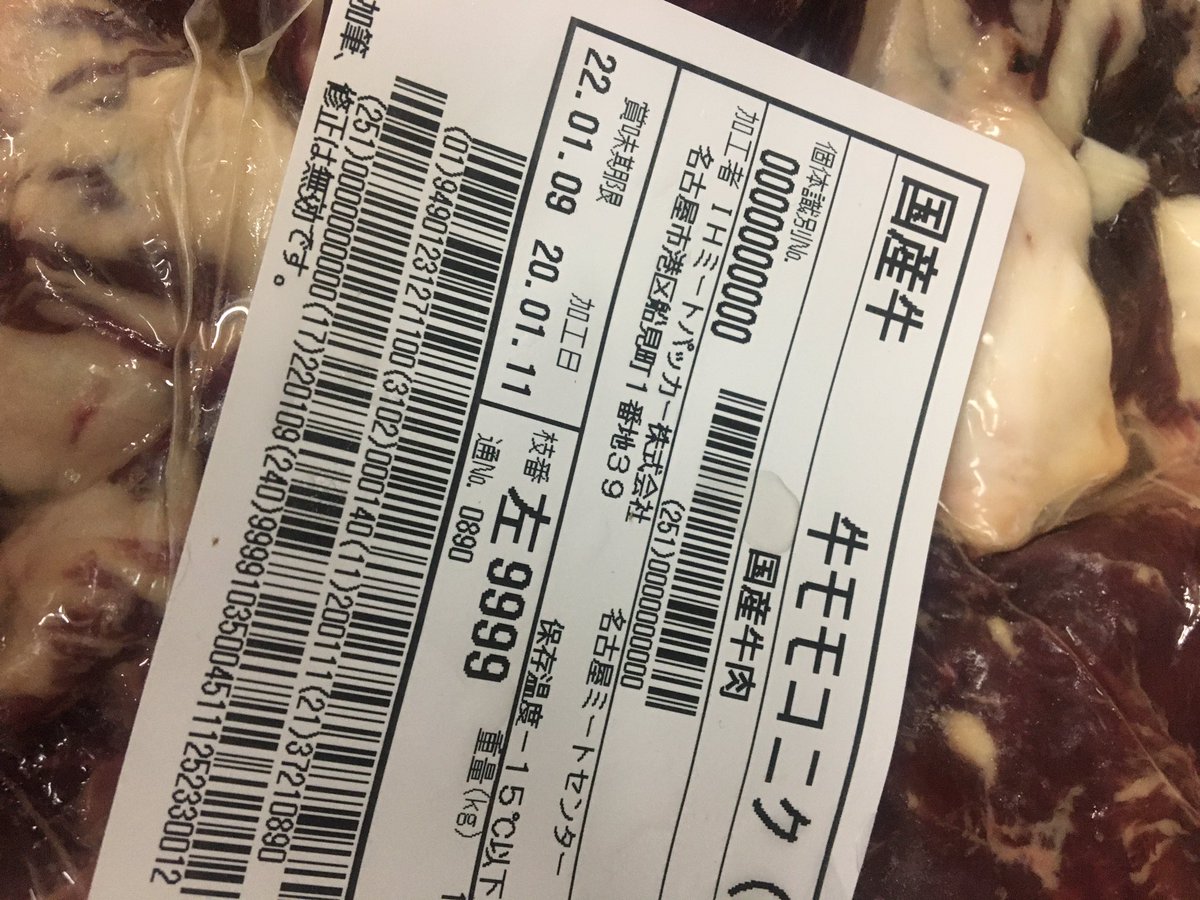 国産牛
牛モモコニク(
個体識別No.
0000000000
国産牛肉
(251)0000000000
加工者 IHミートパッカー株式会社
名古屋市港区船見町1番地39
名古屋ミートセンター
賞味期限
22.01.09
加工日
20.01.11
枝番
左9999
通No.
0890
保存温度-15℃以下
重量(kg)
(01)9490123271100(3102)000140(11)200111(21)37210890
(251)0000000000(17)220109(240)99991035004511252330012
加筆、修正は無効です。